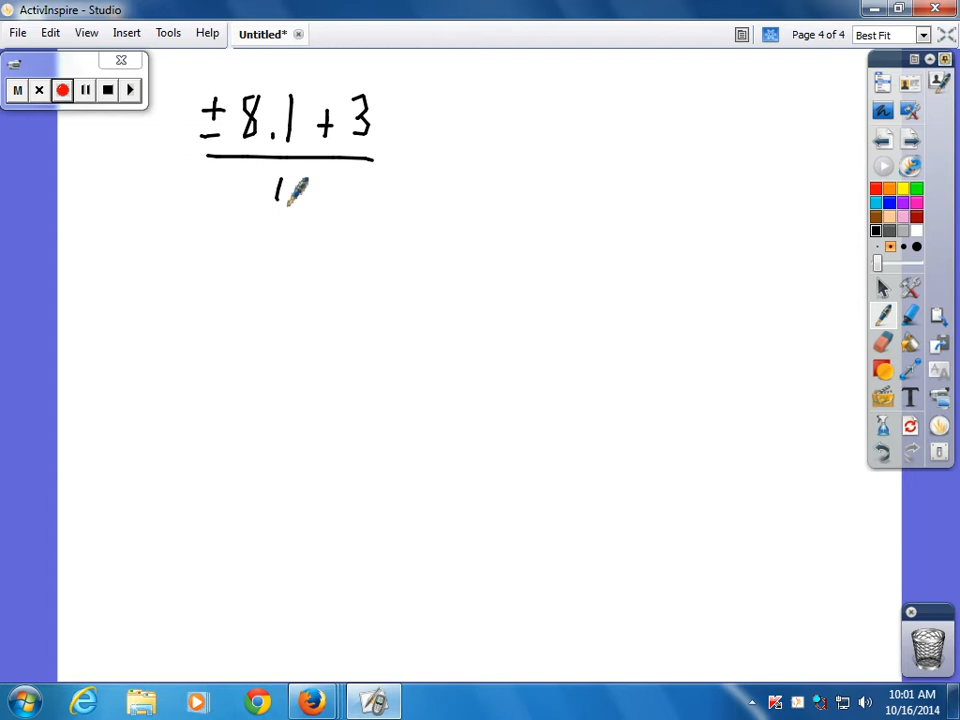 ActivInspire - Studio
File Edit View Insert Tools Help Untitled* Page 4 of 4 Best Fit
M
± 8.1 + 3
1
T
A A
10:01 AM
10/16/2014